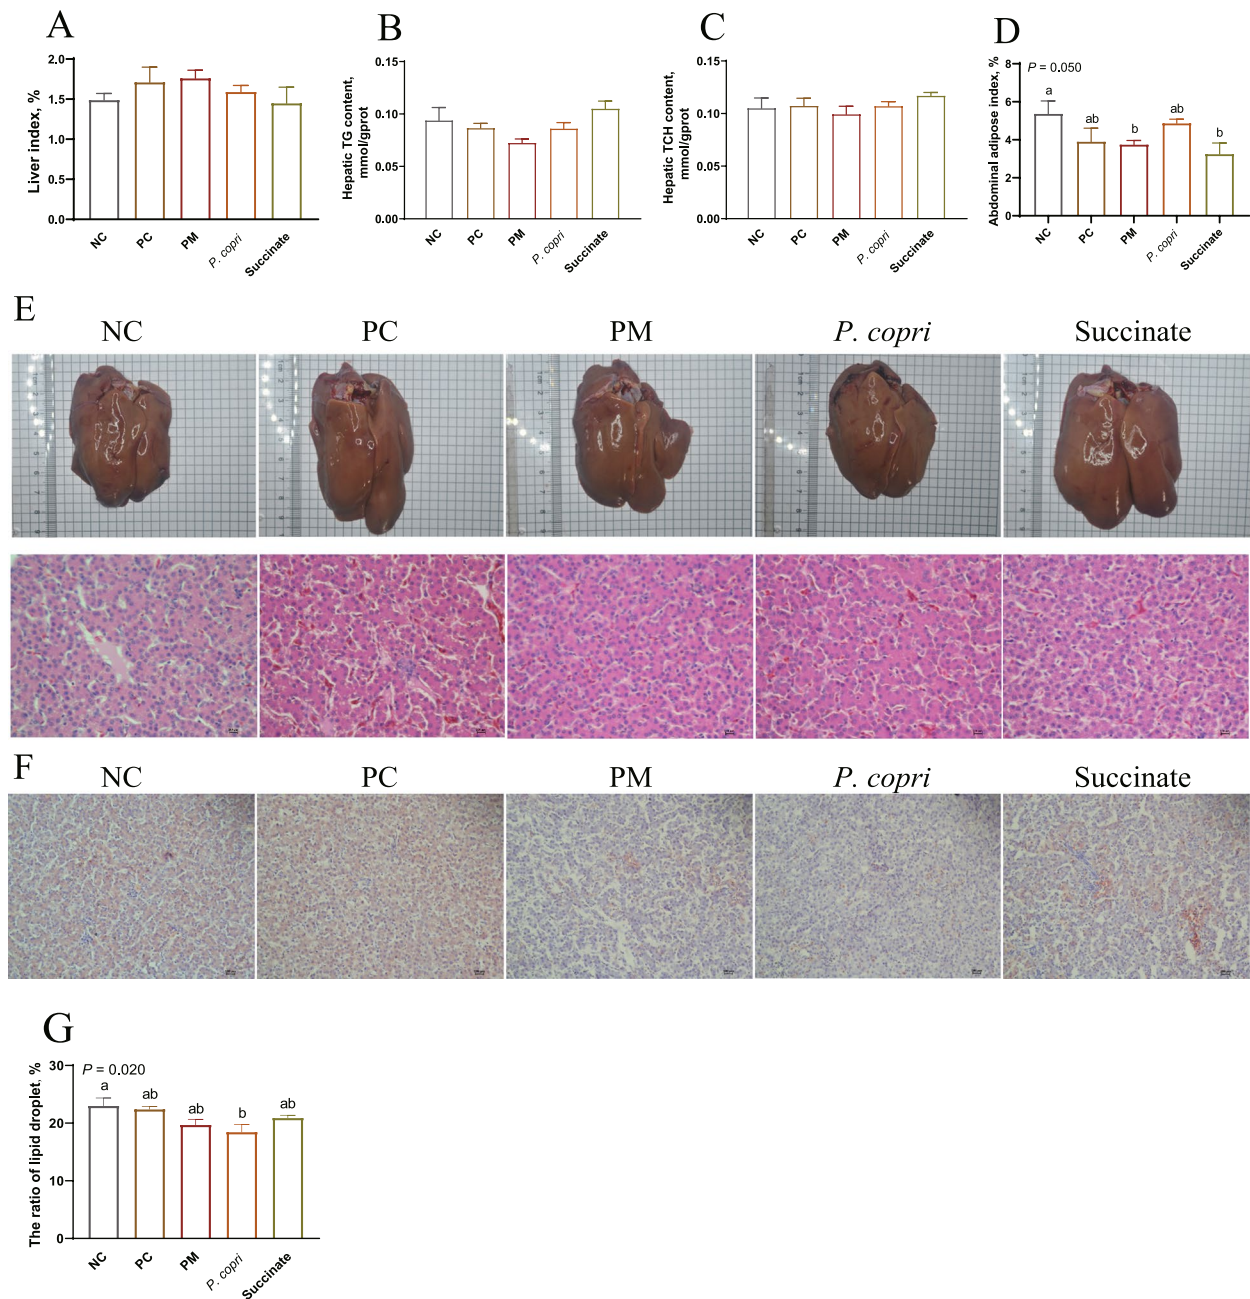 A
Liver index, %
2.0
1.5
1.0
0.5
0.0
NC
PC
PM
P. copri
Succinate
B
Hepatic TG content,
mmol/gprot
0.15
0.10
0.05
0.00
NC
PC
PM
P. copri
Succinate
C
Hepatic TCH content,
mmol/gprot
0.15
0.10
0.05
0.00
NC
PC
PM
P. copri
Succinate
D
Abdominal adipose index, %
8
6
4
2
0
P = 0.050
a
ab
b
ab
b
NC
PC
PM
P. copri
Succinate
E
NC
PC
PM
P. copri
Succinate
F
NC
PC
PM
P. copri
Succinate
G
The ratio of lipid droplet, %
30
20
10
0
P = 0.020
a
ab
ab
b
ab
NC
PC
PM
P. copri
Succinate